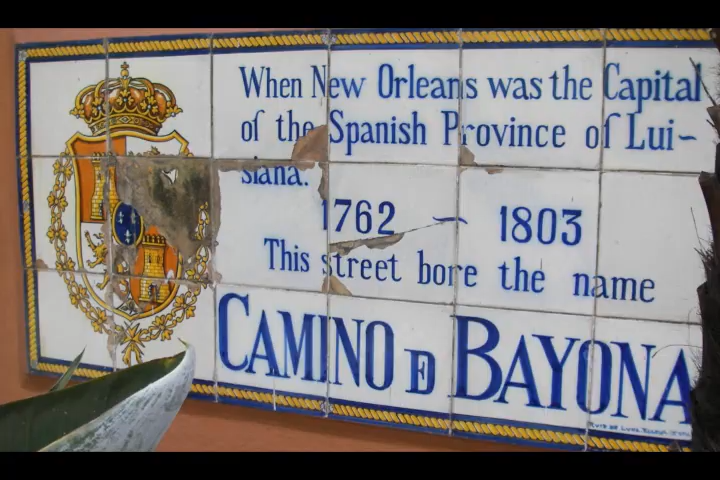 When New Orleans was the Capital
of the Spanish Province of Lui~
siana.
1762 ~ 1803
This street bore the name
CAMINO DE BAYONA